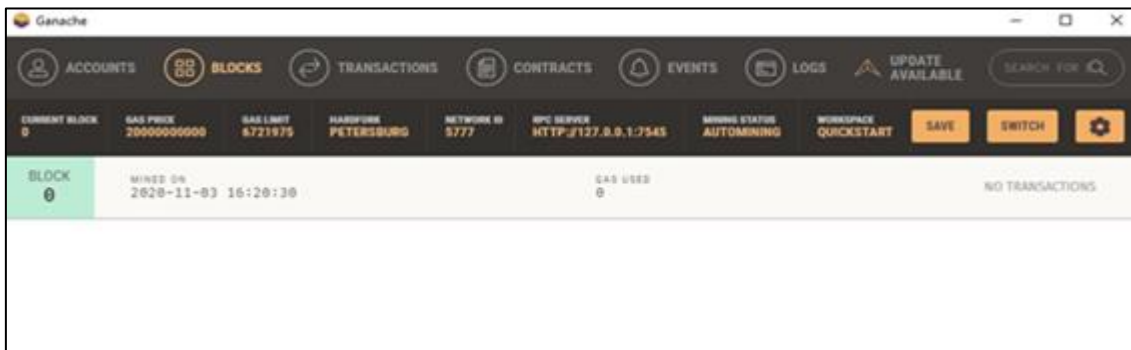 Ganache
ACCOUNTS BLOCKS TRANSACTIONS CONTRACTS EVENTS LOGS UPDATE AVAILABLE SEARCH FOR
CURRENT BLOCK GAS PRICE GAS LIMIT HARDFORK NETWORK ID RPC SERVER MINING STATUS WORKSPACE
0 20000000000 6721975 PETERSBURG 5777 HTTP://127.0.0.1:7545 AUTOMINING QUICKSTART SAVE SWITCH
BLOCK MINED ON GAS USED
0 2020-11-03 16:20:30 0 NO TRANSACTIONS